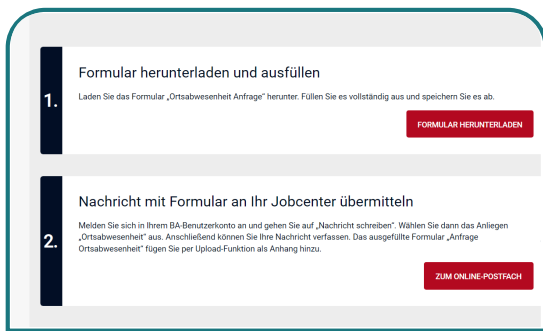 1.
Formular herunterladen und ausfüllen
Laden Sie das Formular „Ortsabwesenheit Anfrage" herunter. Füllen Sie es vollständig aus und speichern Sie es ab.
FORMULAR HERUNTERLADEN
2.
Nachricht mit Formular an Ihr Jobcenter übermitteln
Melden Sie sich in Ihrem BA-Benutzerkonto an und gehen Sie auf „Nachricht schreiben". Wählen Sie dann das Anliegen
„Ortsabwesenheit" aus. Anschließend können Sie Ihre Nachricht verfassen. Das ausgefüllte Formular „Anfrage
Ortsabwesenheit" fügen Sie per Upload-Funktion als Anhang hinzu.
ZUM ONLINE-POSTFACH